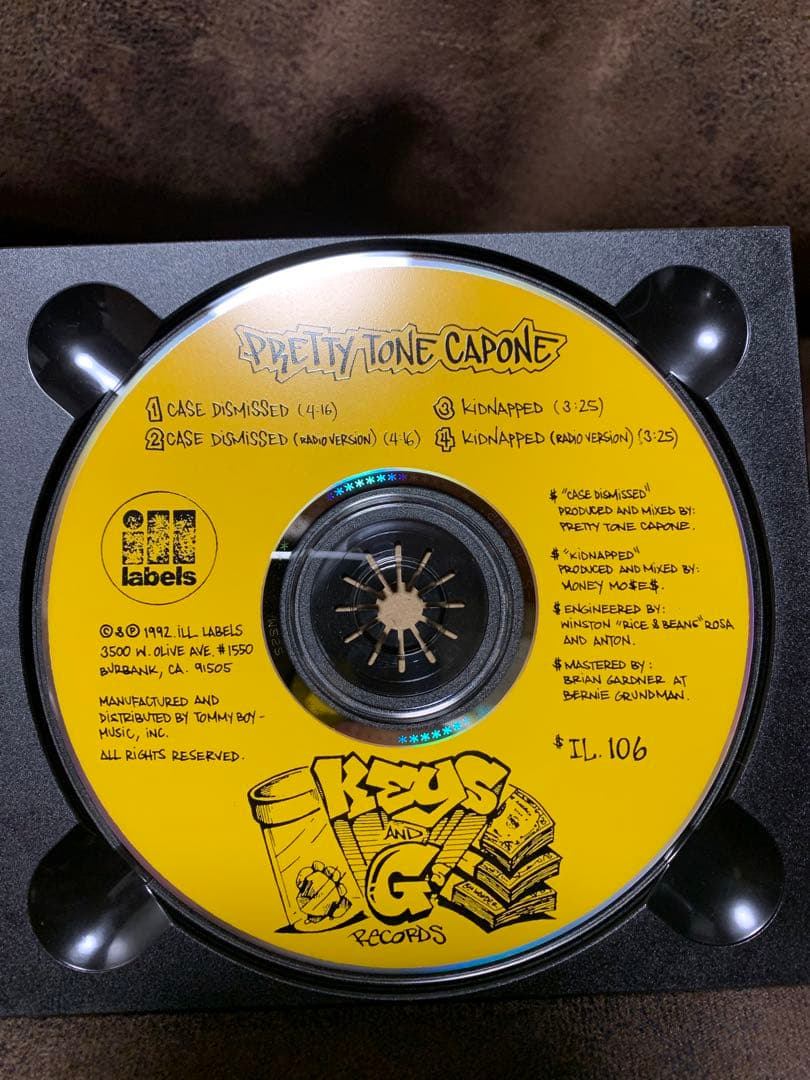 PRETTY TONE CAPONE
1 CASE DISMISSED (4:16)
2 CASE DISMISSED (RADIO VERSION) (4:16)
3 KIDNAPPED (3:25)
4 KIDNAPPED (RADIO VERSION) (3:25)
ill
labels
© & ℗ 1992. ILL LABELS
3500 W. OLIVE AVE. #1550
BURBANK, CA. 91505
MANUFACTURED AND
DISTRIBUTED BY TOMMY BOY-
MUSIC, INC.
ALL RIGHTS RESERVED.
$ "CASE DISMISSED"
PRODUCED AND MIXED BY:
PRETTY TONE CAPONE.
$ "KIDNAPPED"
PRODUCED AND MIXED BY:
MONEY MO$E$.
$ ENGINEERED BY:
WINSTON "RICE & BEANS" ROSA
AND ANTON.
$ MASTERED BY:
BRIAN GARDNER AT
BERNIE GRUNDMAN.
$ IL. 106
KEYS
AND
G'S
RECORDS